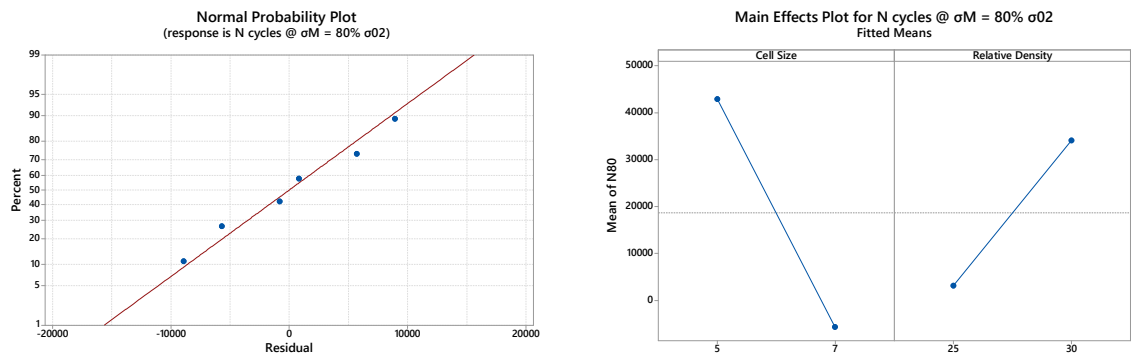 Normal Probability Plot
(response is N cycles @ σM = 80% σ02)
99
95
90
80
70
60
50
40
30
20
10
5
1
Percent
-20000 -10000 0 10000 20000
Residual
Main Effects Plot for N cycles @ σM = 80% σ02
Fitted Means
Cell Size Relative Density
50000
40000
30000
20000
10000
0
Mean of N80
5 7 25 30